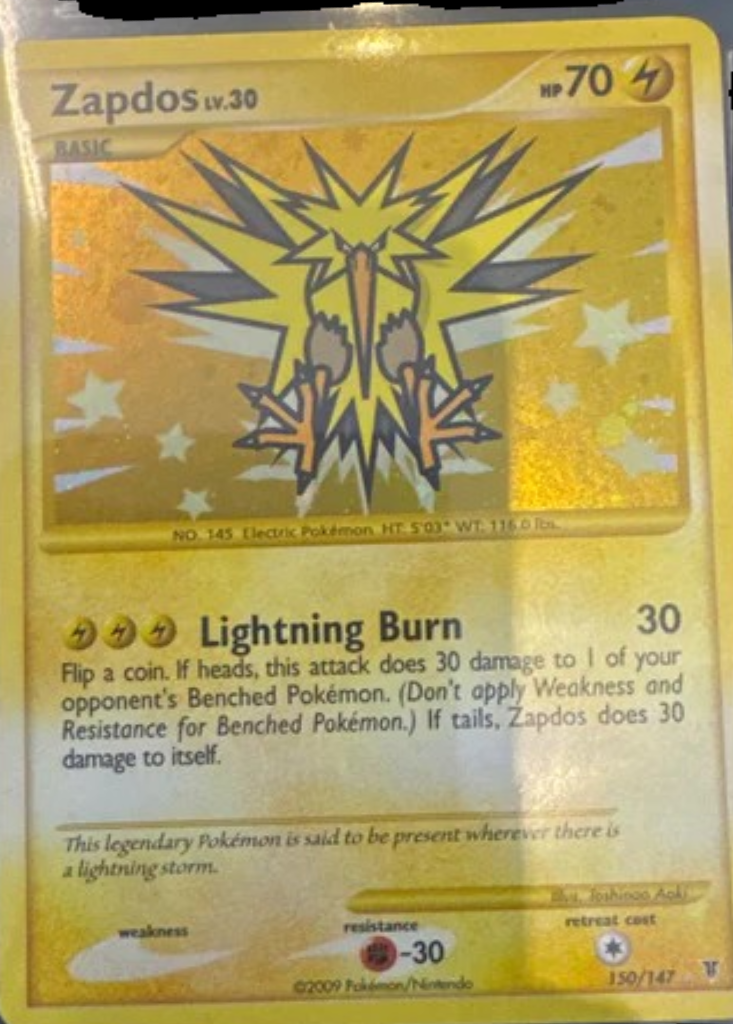 Zapdos LV.30
HP 70
BASIC
NO. 145 Electric Pokémon HT: 5'03" WT: 116.0 lbs.
Lightning Burn 30
Flip a coin. If heads, this attack does 30 damage to 1 of your
opponent's Benched Pokémon. (Don't apply Weakness and
Resistance for Benched Pokémon.) If tails, Zapdos does 30
damage to itself.
This legendary Pokémon is said to be present wherever there is
a lightning storm.
Illus. Toshinao Aoki
weakness
resistance
retreat cost
-30
©2009 Pokémon/Nintendo
150/147